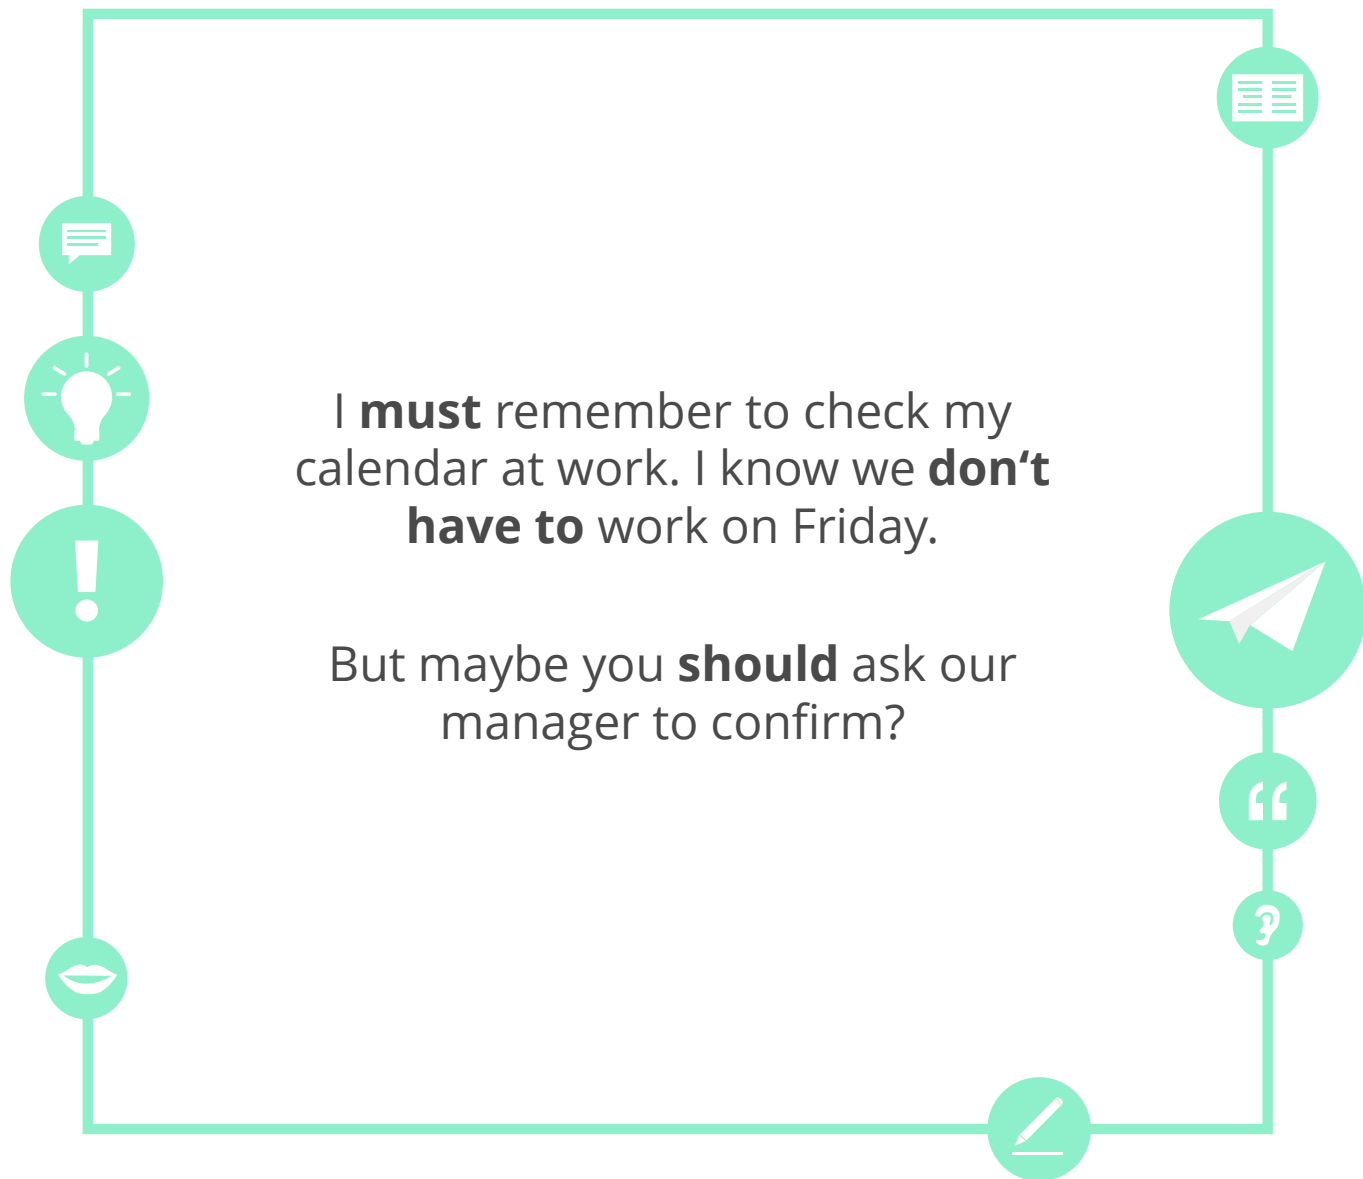 I must remember to check my
calendar at work. I know we don‘t
have to work on Friday.
But maybe you should ask our
manager to confirm?